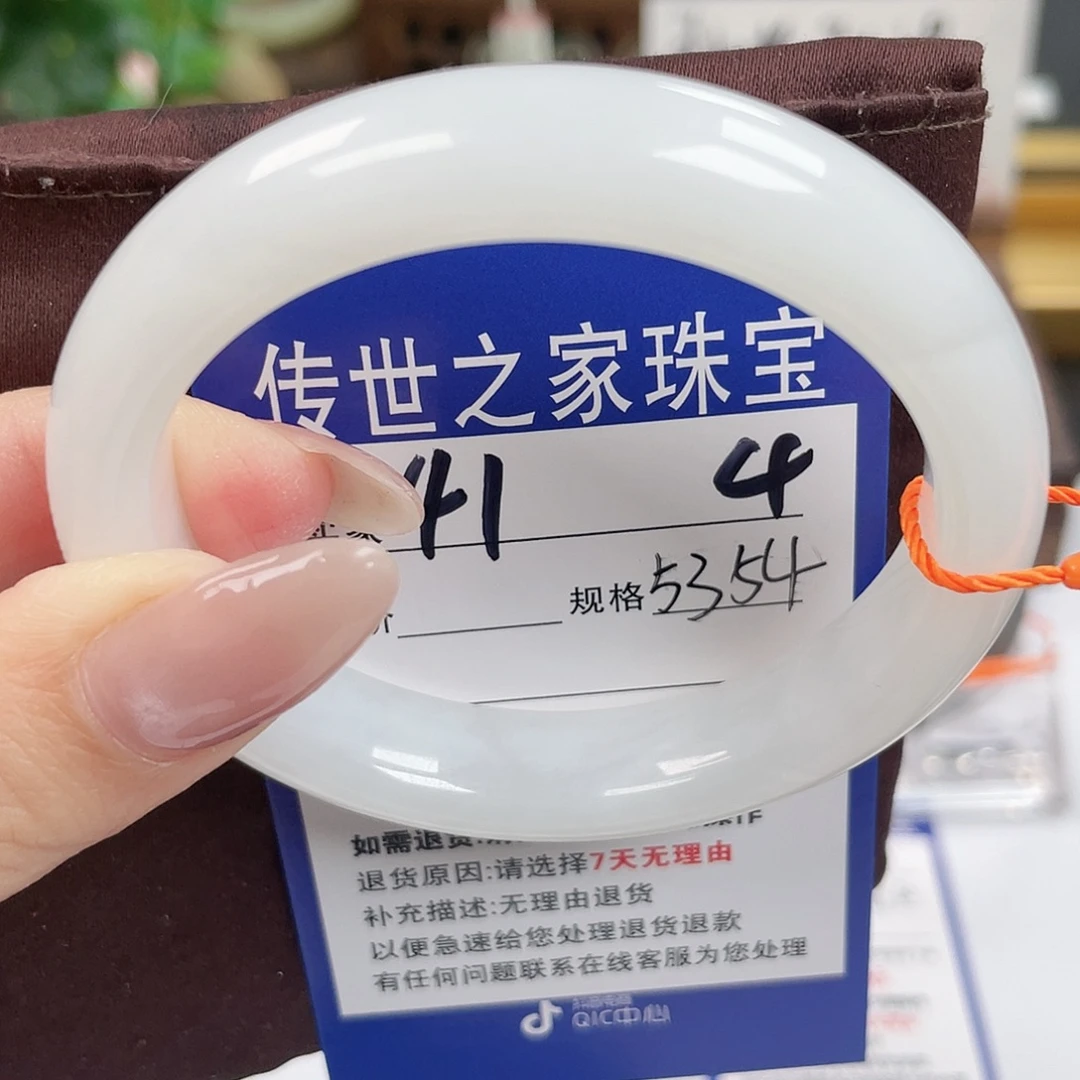 传世之家珠宝
41 4
规格 5354
如需退货
退货原因:请选择7天无理由
补充描述:无理由退货
以便急速给您处理退货退款
有任何问题联系在线客服为您处理
QIC中心